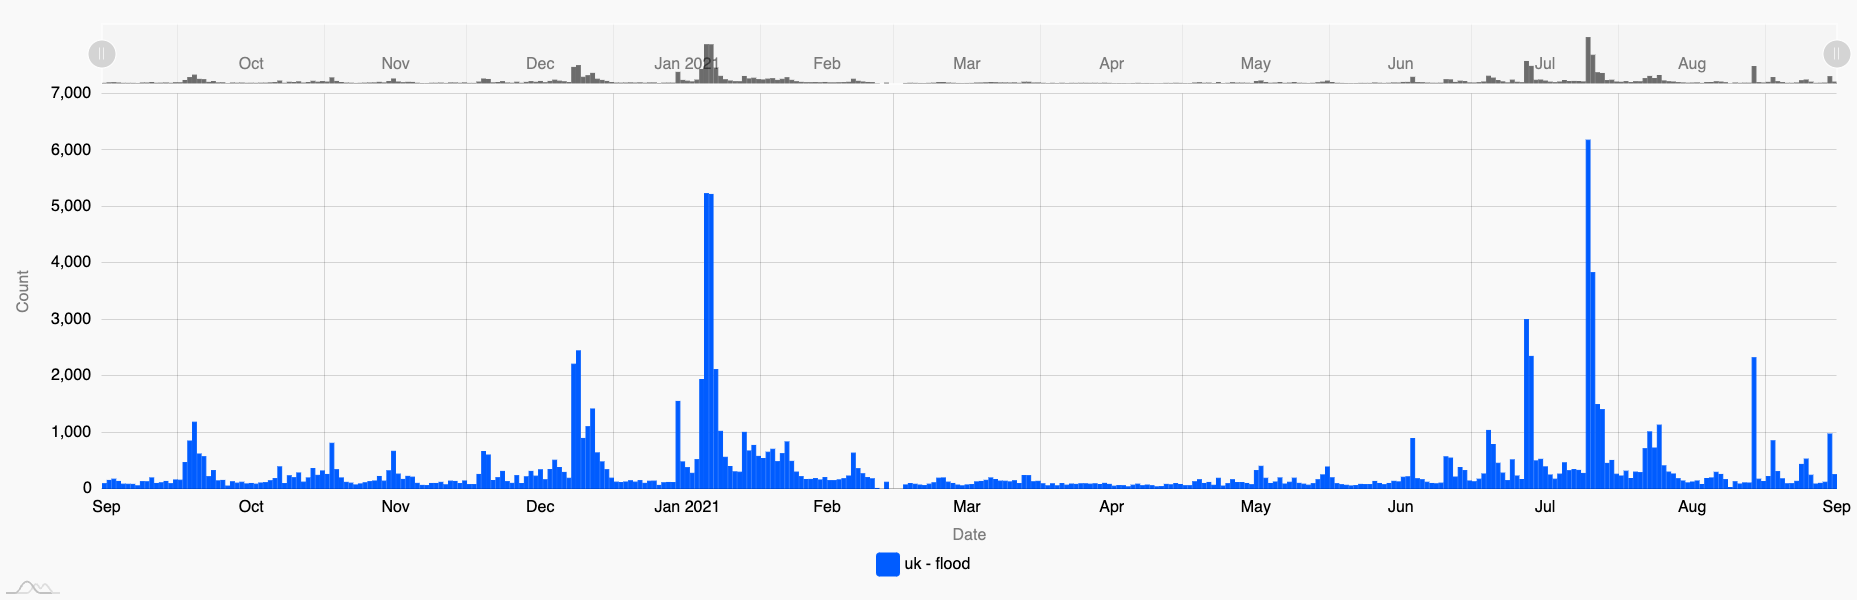 Oct Nov Dec Jan 2021 Feb Mar Apr May Jun Jul Aug
7,000
6,000
5,000
4,000
3,000
2,000
1,000
0
Count
Sep Oct Nov Dec Jan 2021 Feb Mar Apr May Jun Jul Aug Sep
Date
uk - flood